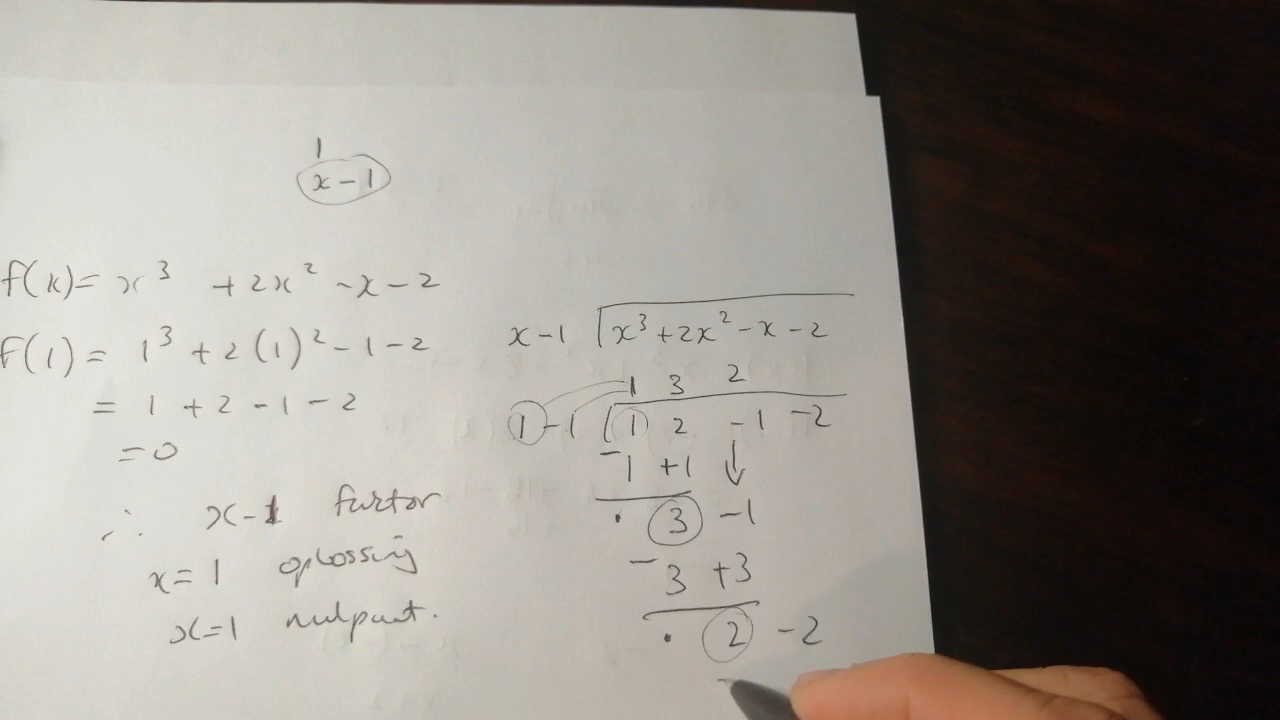 1
x - 1
f(x) = x³ + 2x² - x - 2
f(1) = 1³ + 2(1)² - 1 - 2
= 1 + 2 - 1 - 2
= 0
∴ x - 1 faktor
x = 1 oplossing
x = 1 nulpunt.
x - 1 x³ + 2x² - x - 2
1 3 2
1 - 1 1 2 - 1 - 2
- 1 + 1 ↓
· 3 - 1
- 3 + 3
· 2 - 2